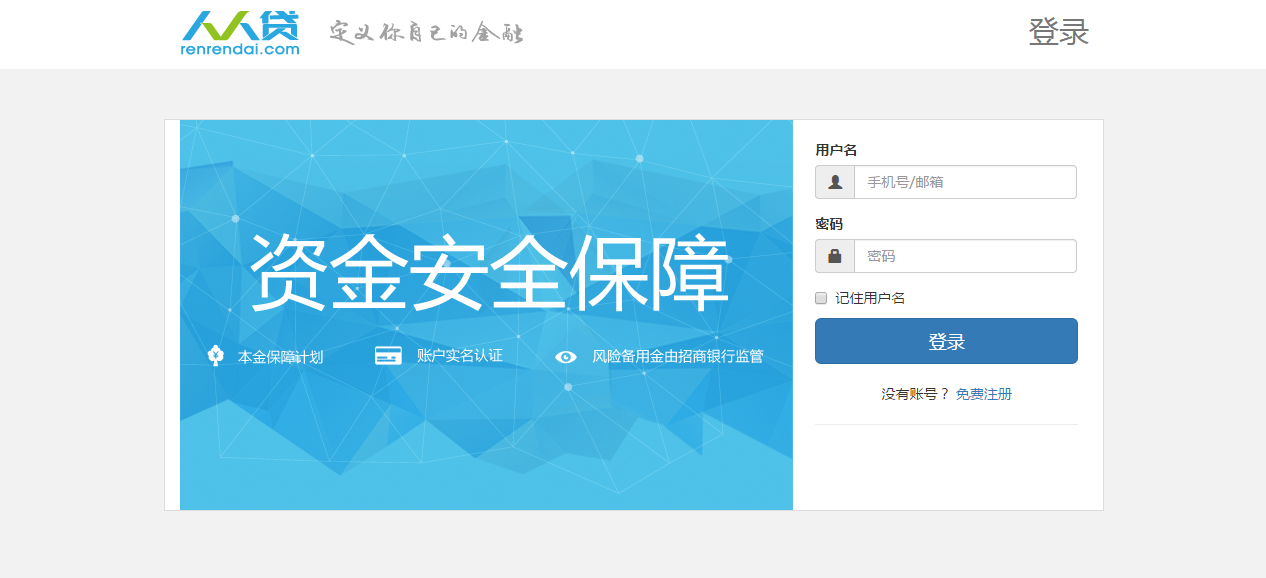 人人贷
renrendai.com
定义你自己的金融
登录
资金安全保障
¥ 本金保障计划
账户实名认证
风险备用金由招商银行监管
用户名
手机号/邮箱
密码
密码
记住用户名
登录
没有账号？ 免费注册